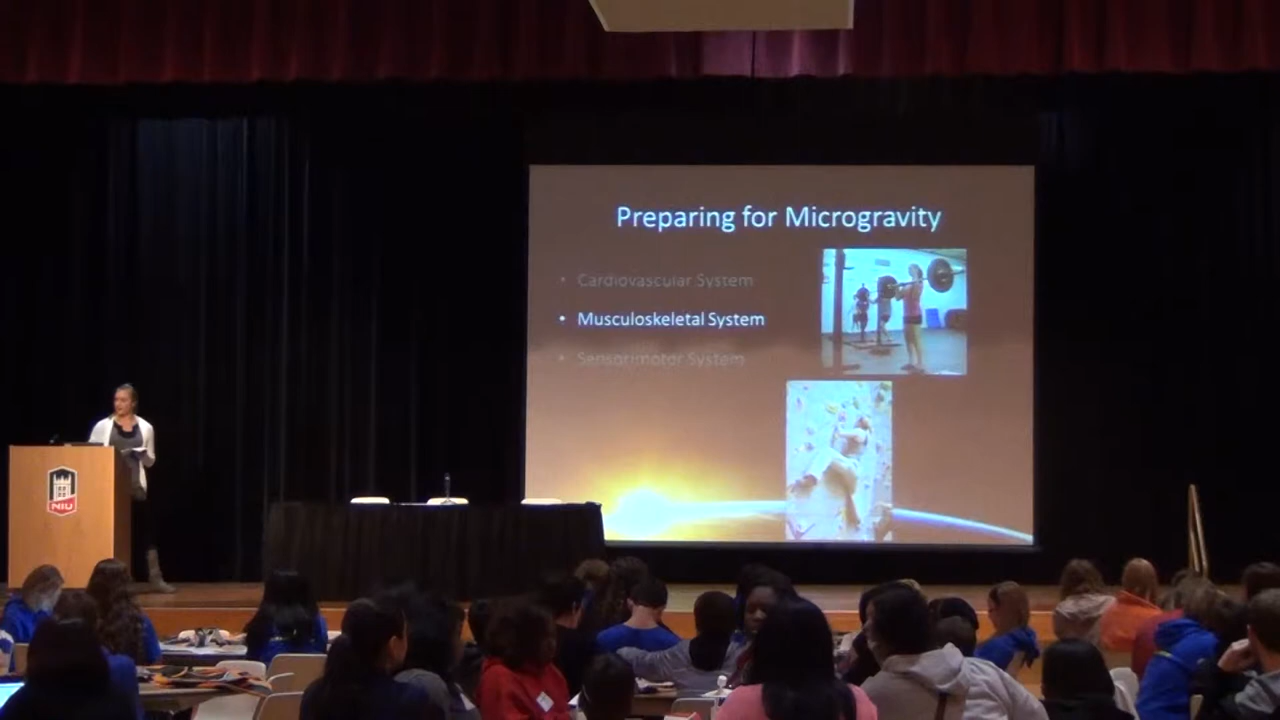 Preparing for Microgravity
• Cardiovascular System
• Musculoskeletal System
• Sensorimotor System
NIU